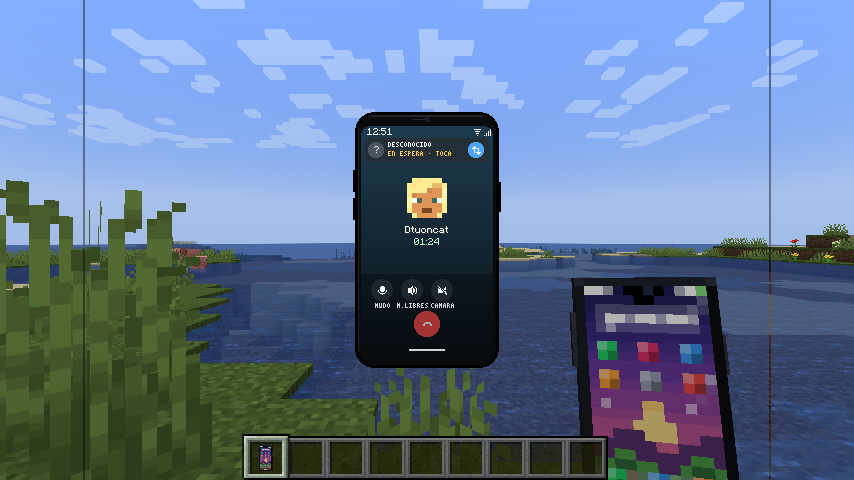 12:51
DESCONOCIDO
EN ESPERA · TOCA
Dtuoncat
01:24
MUDO M.LIBRES CAMARA